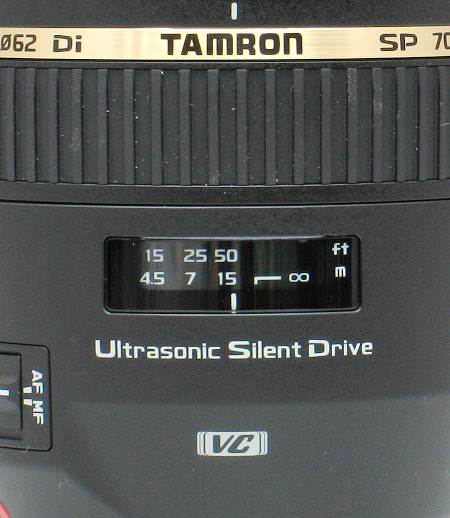 Ø62 Di TAMRON SP 70
15 25 50 ft
4.5 7 15 ∞ m
Ultrasonic Silent Drive
AF MF
VC